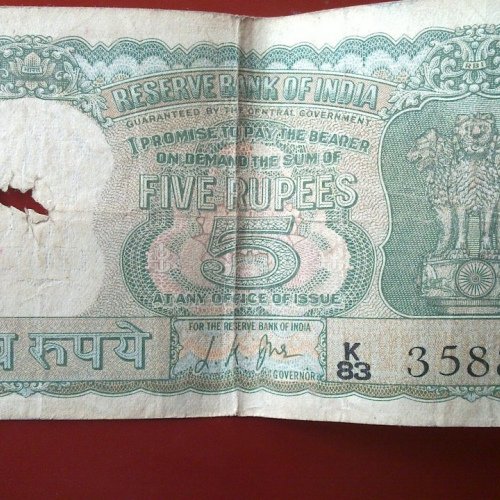 RBI
RESERVE BANK OF INDIA
GUARANTEED BY THE CENTRAL GOVERNMENT
I PROMISE TO PAY THE BEARER
ON DEMAND THE SUM OF
FIVE RUPEES
5
AT ANY OFFICE OF ISSUE
FOR THE RESERVE BANK OF INDIA
रूपये
GOVERNOR
K
83 358